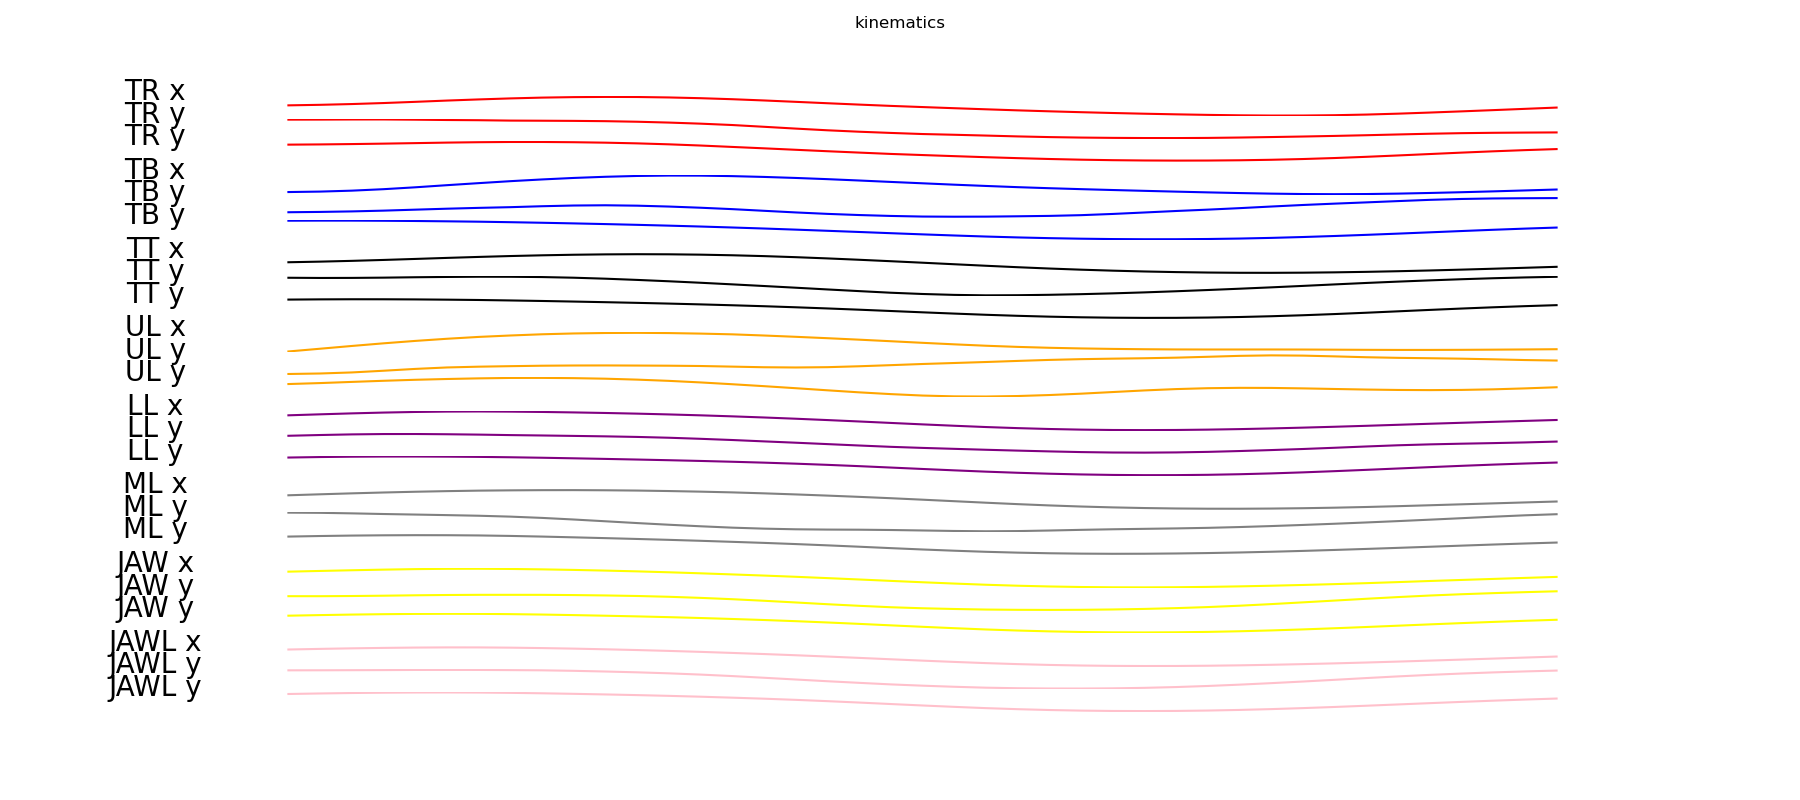 kinematics
TR x
TR y
TR y
TB x
TB y
TB y
TT x
TT y
TT y
UL x
UL y
UL y
LL x
LL y
LL y
ML x
ML y
ML y
JAW x
JAW y
JAW y
JAWL x
JAWL y
JAWL y